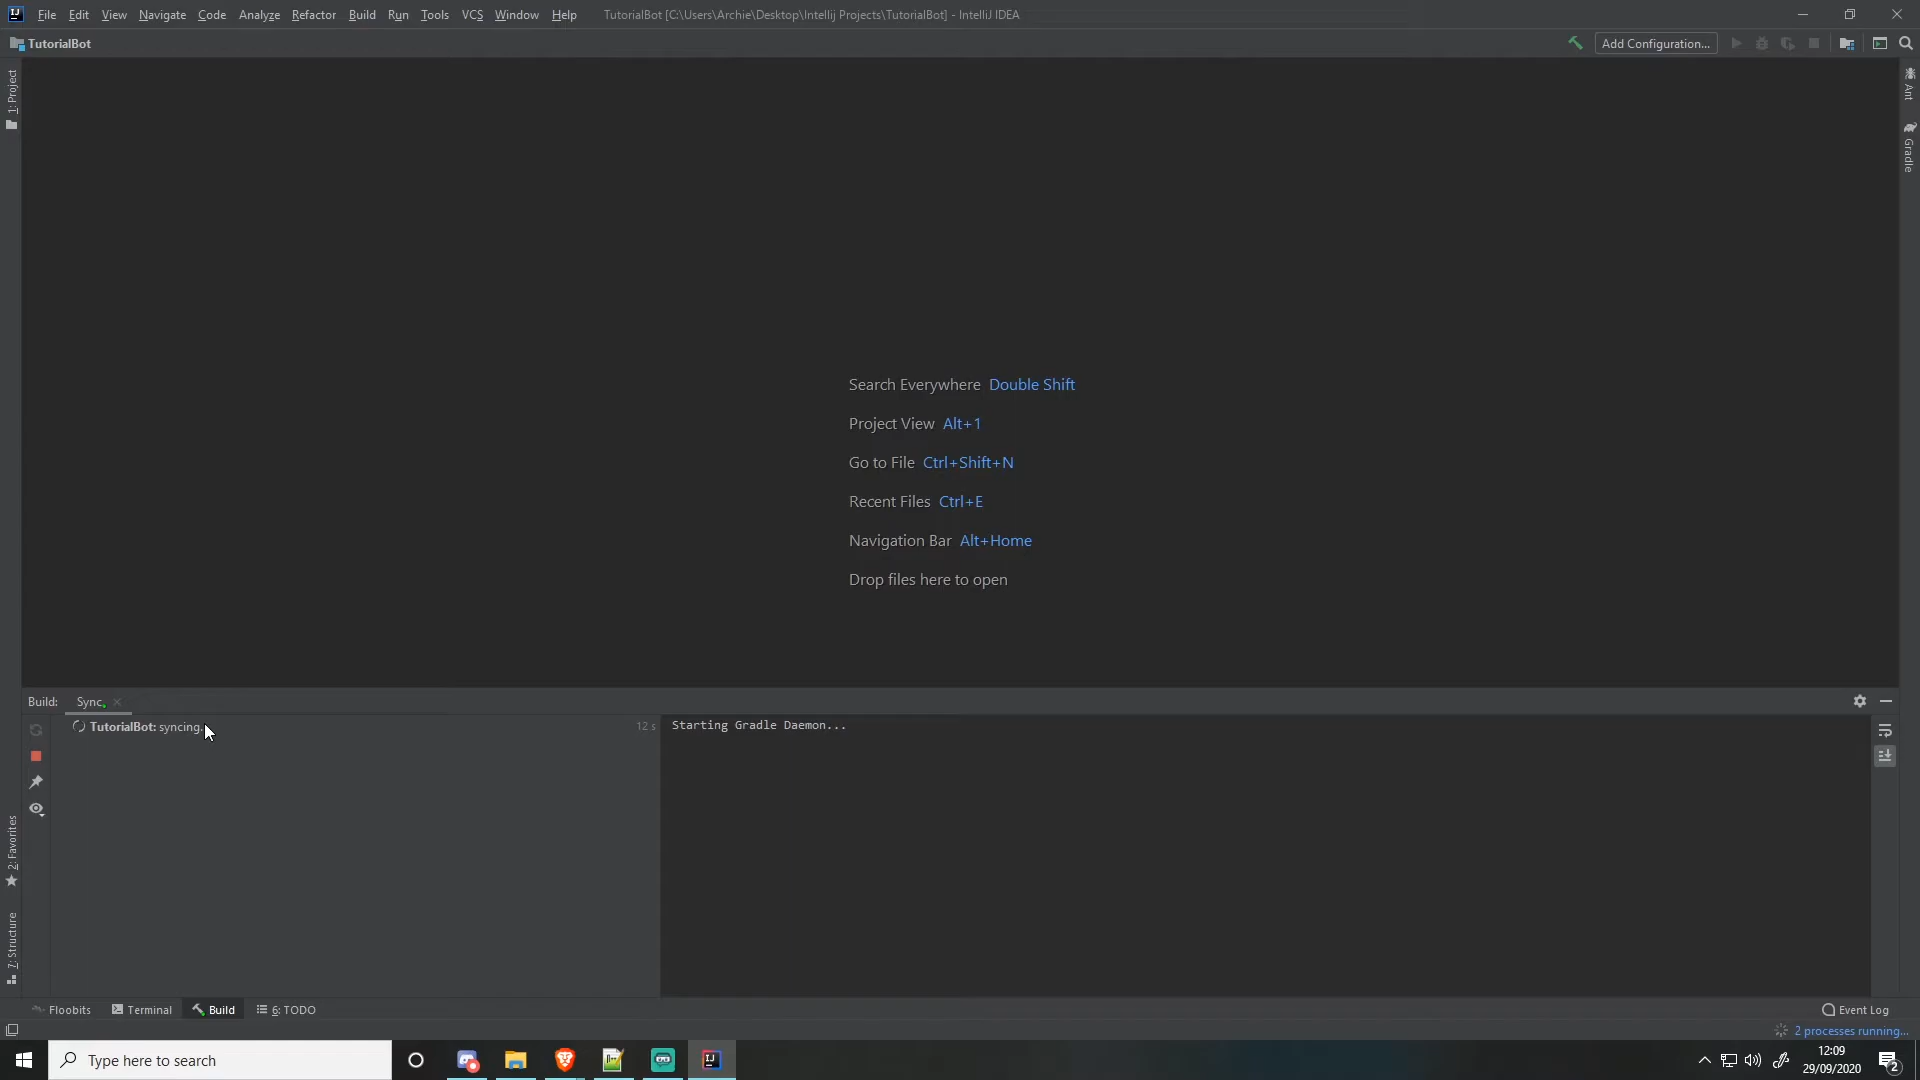 File Edit View Navigate Code Analyze Refactor Build Run Tools VCS Window Help TutorialBot [C:\Users\Archie\Desktop\Intellij Projects\TutorialBot] - IntelliJ IDEA
TutorialBot
Add Configuration...
1: Project
Ant
Gradle
Search Everywhere Double Shift
Project View Alt+1
Go to File Ctrl+Shift+N
Recent Files Ctrl+E
Navigation Bar Alt+Home
Drop files here to open
Build: Sync
TutorialBot: syncing.
12 s
Starting Gradle Daemon...
2: Favorites
7: Structure
Floobits Terminal Build 6: TODO
Event Log
2 processes running...
Type here to search
12:09
29/09/2020
2